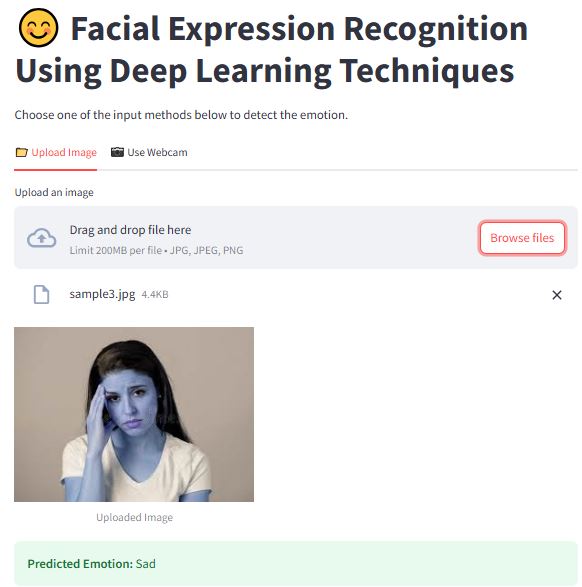 Facial Expression Recognition
Using Deep Learning Techniques
Choose one of the input methods below to detect the emotion.
Upload Image Use Webcam
Upload an image
Drag and drop file here
Limit 200MB per file • JPG, JPEG, PNG
Browse files
sample3.jpg 4.4KB
Uploaded Image
Predicted Emotion: Sad